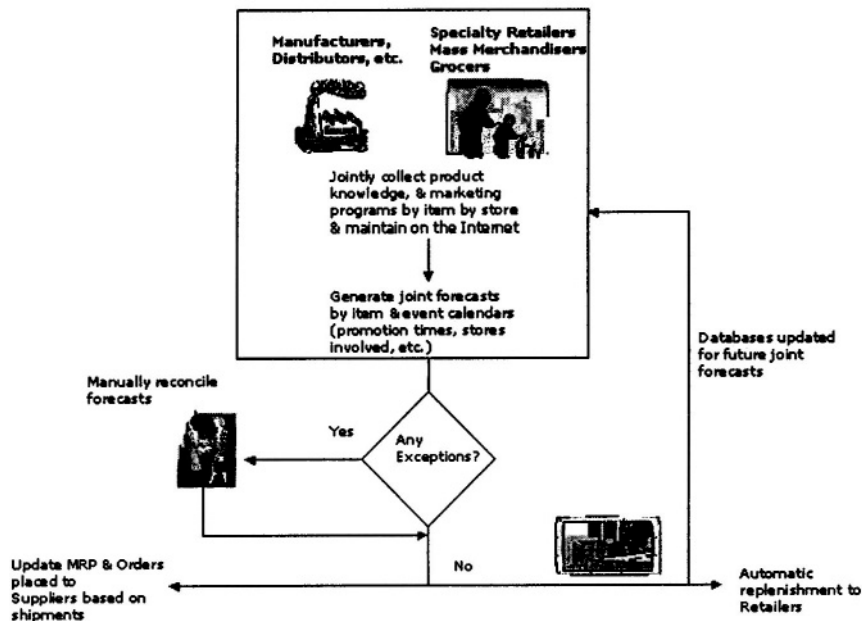 Manufacturers,
Distributors, etc.
Specialty Retailers
Mass Merchandisers
Grocers
Jointly collect product
knowledge, & marketing
programs by item by store
& maintain on the Internet
Generate joint forecasts
by item & event calendars
(promotion times, stores
involved, etc.)
Databases updated
for future joint
forecasts
Manually reconcile
forecasts
Yes
Any
Exceptions?
No
Update MRP & Orders
placed to
Suppliers based on
shipments
Automatic
replenishment to
Retailers